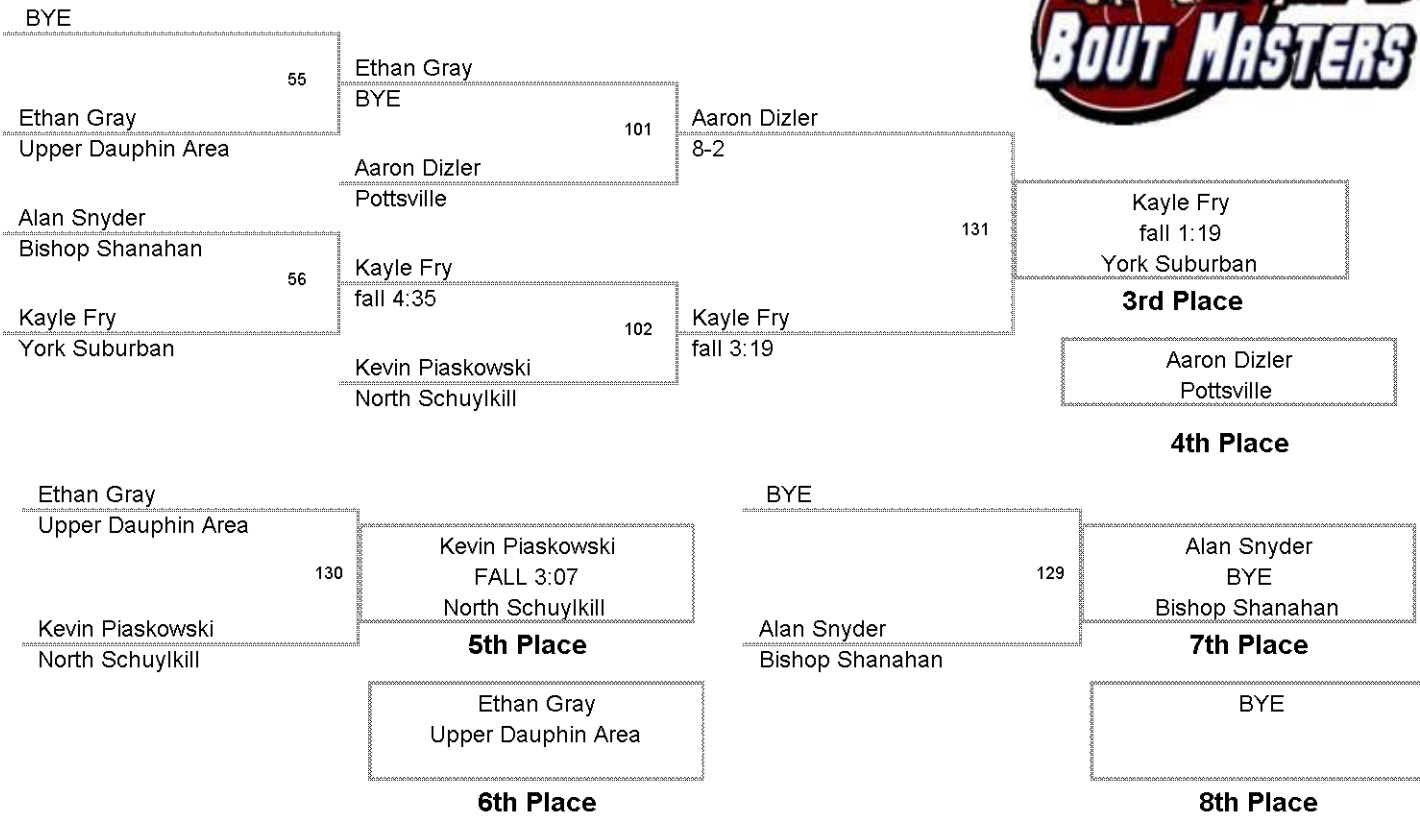 BOUT MASTERS
BYE
55
Ethan Gray
Upper Dauphin Area
Alan Snyder
Bishop Shanahan
56
Kayle Fry
York Suburban
Ethan Gray
BYE
101
Aaron Dizler
Pottsville
Kayle Fry
fall 4:35
102
Kevin Piaskowski
North Schuylkill
Aaron Dizler
8-2
131
Kayle Fry
fall 3:19
Kayle Fry
fall 1:19
York Suburban
3rd Place
Aaron Dizler
Pottsville
4th Place
Ethan Gray
Upper Dauphin Area
130
Kevin Piaskowski
North Schuylkill
Kevin Piaskowski
FALL 3:07
North Schuylkill
5th Place
Ethan Gray
Upper Dauphin Area
6th Place
BYE
129
Alan Snyder
Bishop Shanahan
Alan Snyder
BYE
Bishop Shanahan
7th Place
BYE
8th Place